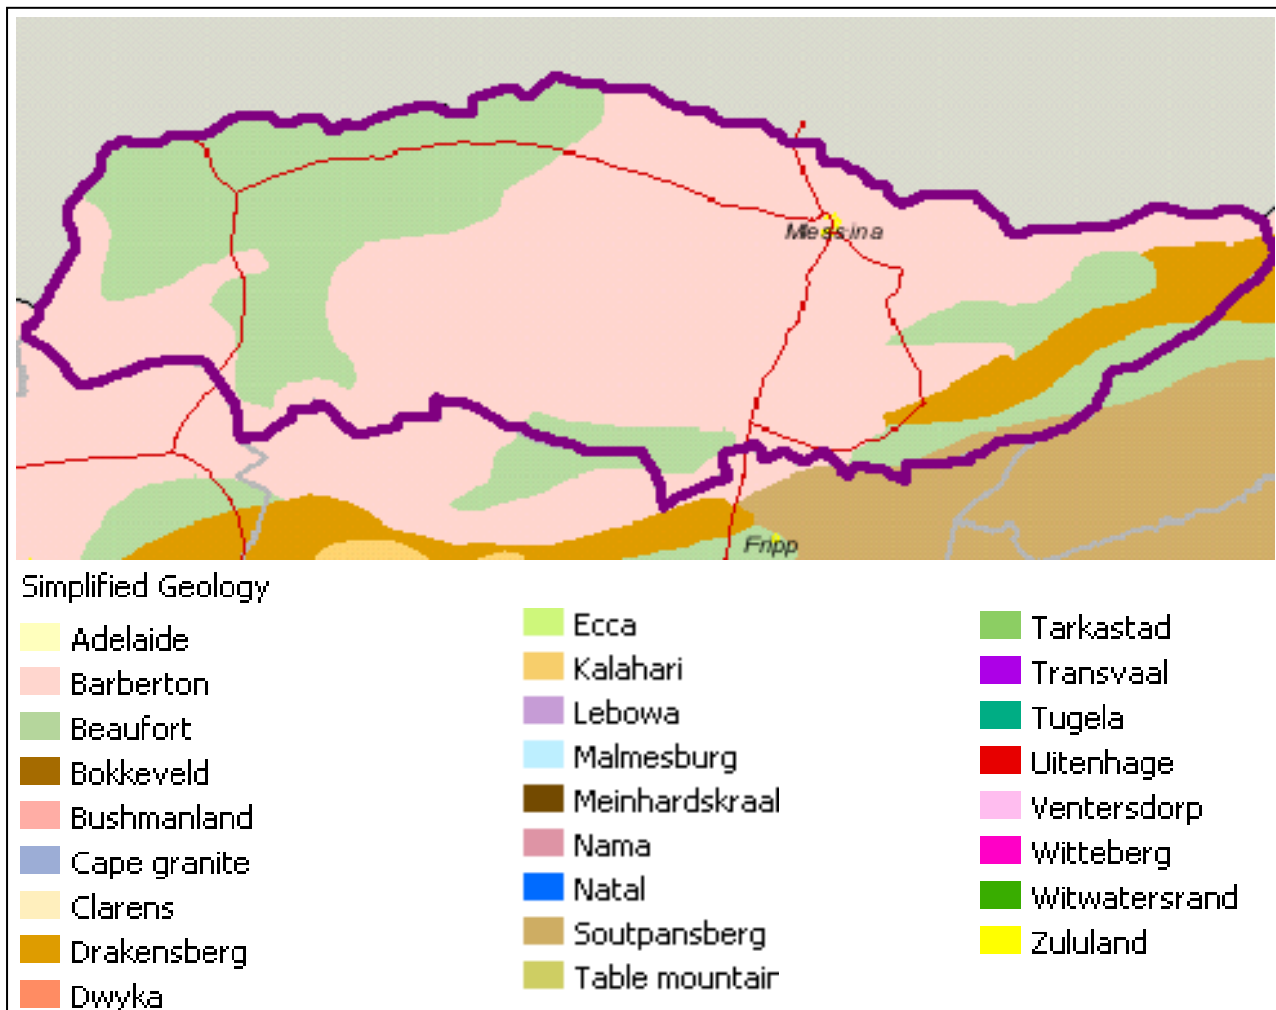 Messina
Fripp
Simplified Geology
Adelaide
Barberton
Beaufort
Bokkeveld
Bushmanland
Cape granite
Clarens
Drakensberg
Dwyka
Ecca
Kalahari
Lebowa
Malmesburg
Meinhardskraal
Nama
Natal
Soutpansberg
Table mountain
Tarkastad
Transvaal
Tugela
Uitenhage
Ventersdorp
Witteberg
Witwatersrand
Zululand